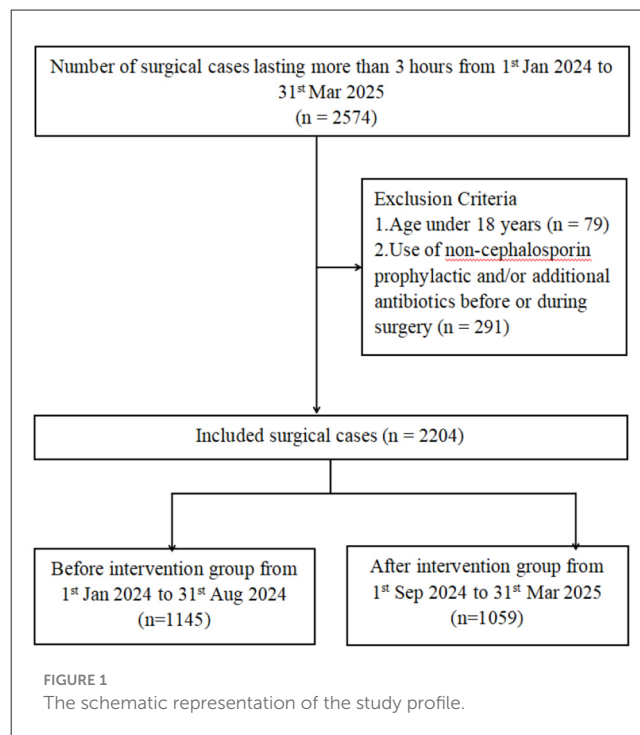 Number of surgical cases lasting more than 3 hours from 1st Jan 2024 to
31st Mar 2025
(n = 2574)
Exclusion Criteria
1.Age under 18 years (n = 79)
2.Use of non-cephalosporin
prophylactic and/or additional
antibiotics before or during
surgery (n = 291)
Included surgical cases (n = 2204)
Before intervention group from
1st Jan 2024 to 31st Aug 2024
(n=1145)
After intervention group from
1st Sep 2024 to 31st Mar 2025
(n=1059)
FIGURE 1
The schematic representation of the study profile.